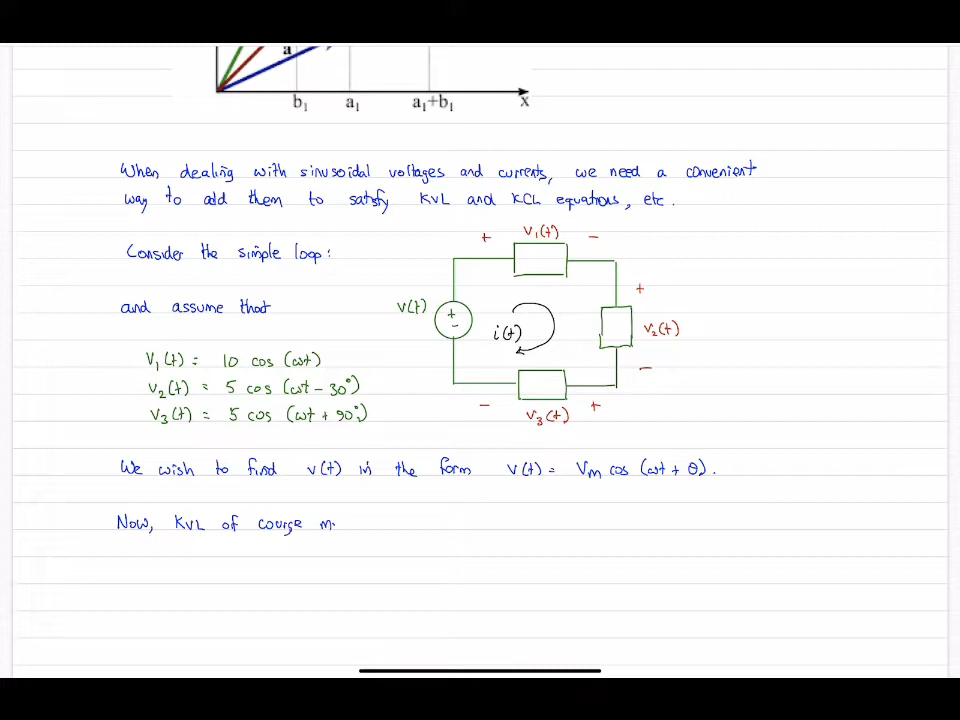 a
b₁ a₁ a₁+b₁ x
When dealing with sinusoidal voltages and currents, we need a convenient
way to add them to satisfy KVL and KCL equations, etc.
Consider the simple loop:
+ v₁(t) −
and assume that
v(t)
+
−
i(t)
+
v₂(t)
−
− v₃(t) +
v₁(t) = 10 cos (ωt)
v₂(t) = 5 cos (ωt − 30°)
v₃(t) = 5 cos (ωt + 90°)
We wish to find v(t) in the form v(t) = Vm cos (ωt + θ).
Now, KVL of course m